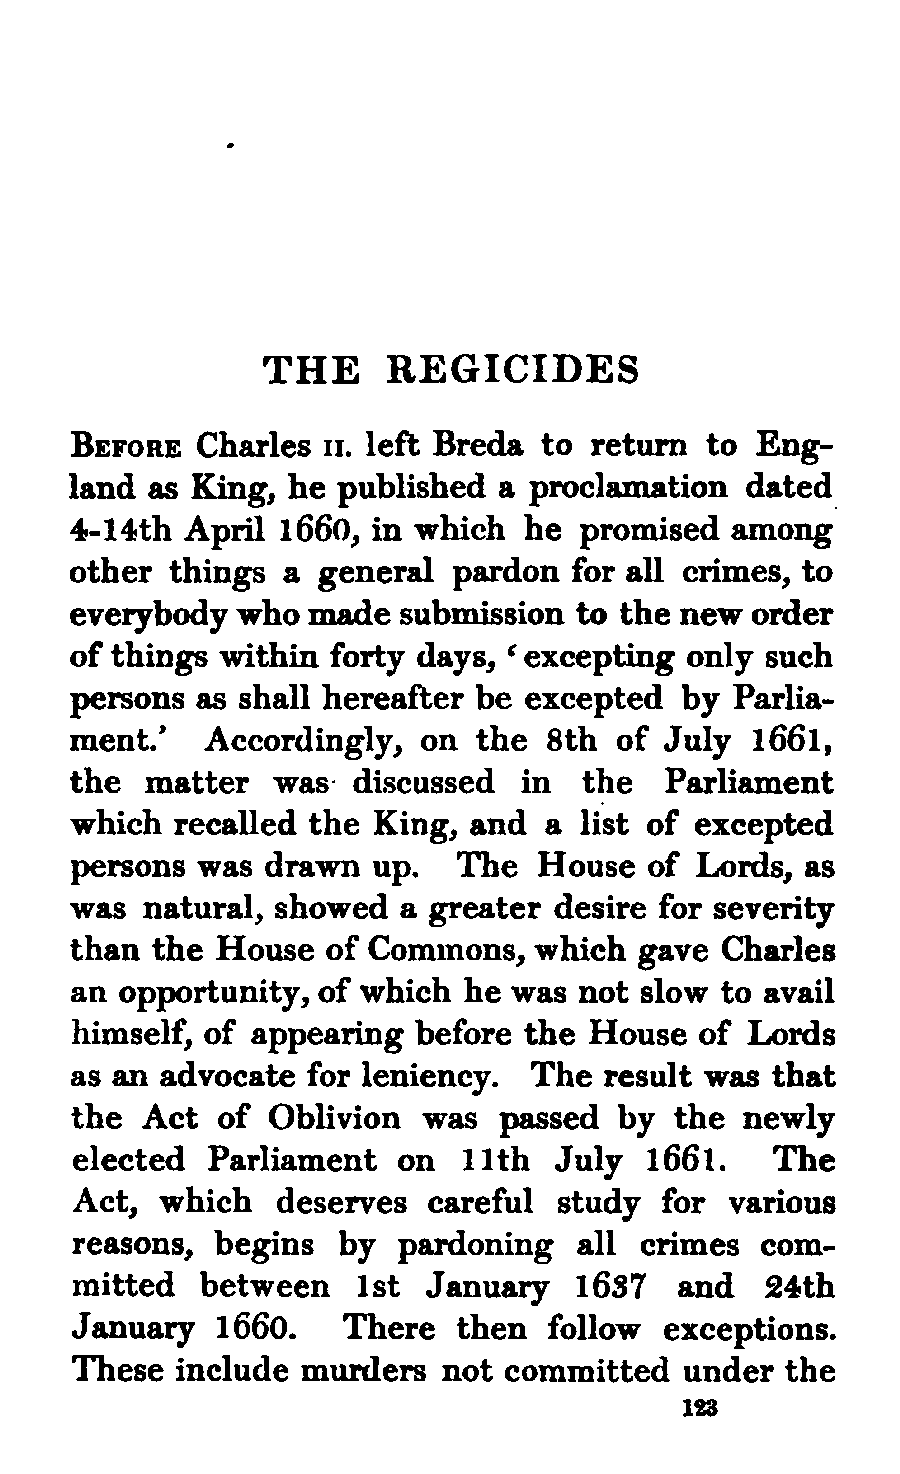 THE REGICIDES
BEFORE Charles II. left Breda to return to Eng-
land as King, he published a proclamation dated
4-14th April 1660, in which he promised among
other things a general pardon for all crimes, to
everybody who made submission to the new order
of things within forty days, ‘excepting only such
persons as shall hereafter be excepted by Parlia-
ment.’ Accordingly, on the 8th of July 1661,
the matter was discussed in the Parliament
which recalled the King, and a list of excepted
persons was drawn up. The House of Lords, as
was natural, showed a greater desire for severity
than the House of Commons, which gave Charles
an opportunity, of which he was not slow to avail
himself, of appearing before the House of Lords
as an advocate for leniency. The result was that
the Act of Oblivion was passed by the newly
elected Parliament on 11th July 1661. The
Act, which deserves careful study for various
reasons, begins by pardoning all crimes com-
mitted between 1st January 1637 and 24th
January 1660. There then follow exceptions.
These include murders not committed under the
123